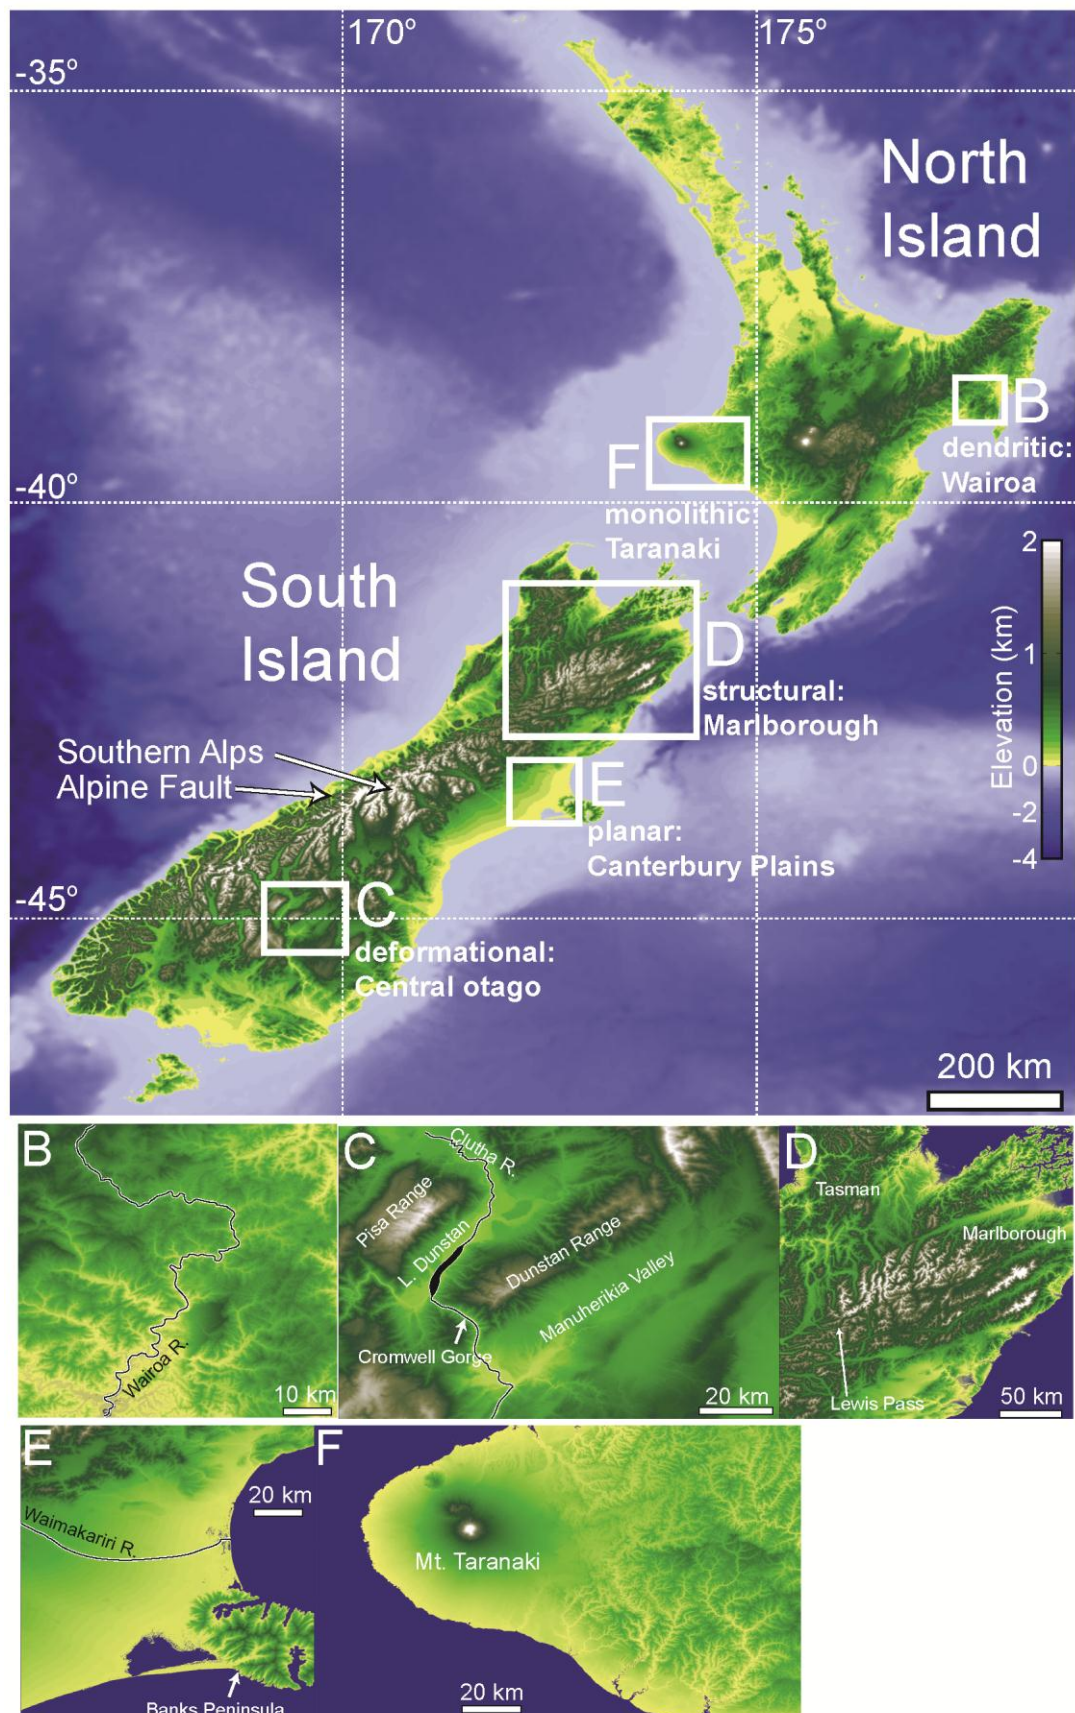 170°
175°
-35°
North
Island
B
dendritic:
Wairoa
F
-40°
monolithic:
Taranaki
South
Island
D
structural:
Marlborough
2
1
0
-2
-4
Elevation (km)
Southern Alps
Alpine Fault
E
planar:
Canterbury Plains
-45°
C
deformational:
Central otago
200 km
B
Wairoa R.
10 km
C
Clutha R.
Pisa Range
L. Dunstan
Dunstan Range
Manuherikia Valley
Cromwell Gorge
20 km
D
Tasman
Marlborough
Lewis Pass
50 km
E
20 km
Waimakariri R.
Banks Peninsula
F
Mt. Taranaki
20 km